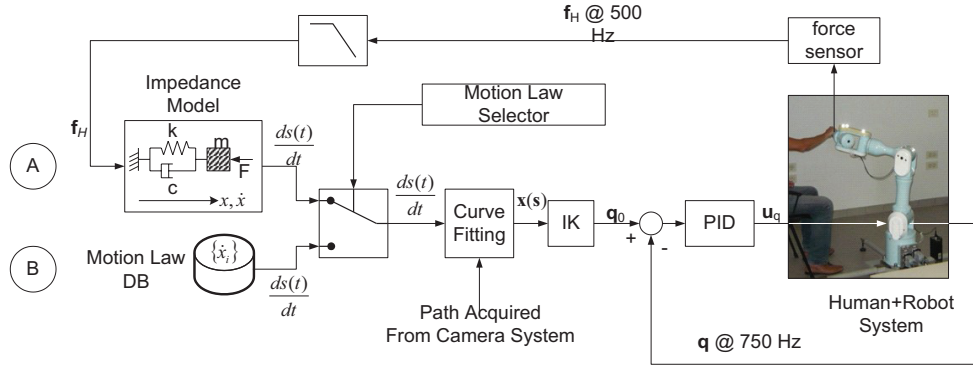 f_H @ 500
Hz
force
sensor
Impedance
Model
Motion Law
Selector
f_H
k
m
F
c
x, ẋ
ds(t)
dt
A
ds(t)
dt
Curve
Fitting
x(s)
IK
q_0
+
-
PID
u_q
B
Motion Law
DB
{ẋ_i}
ds(t)
dt
Path Acquired
From Camera System
Human+Robot
System
q @ 750 Hz